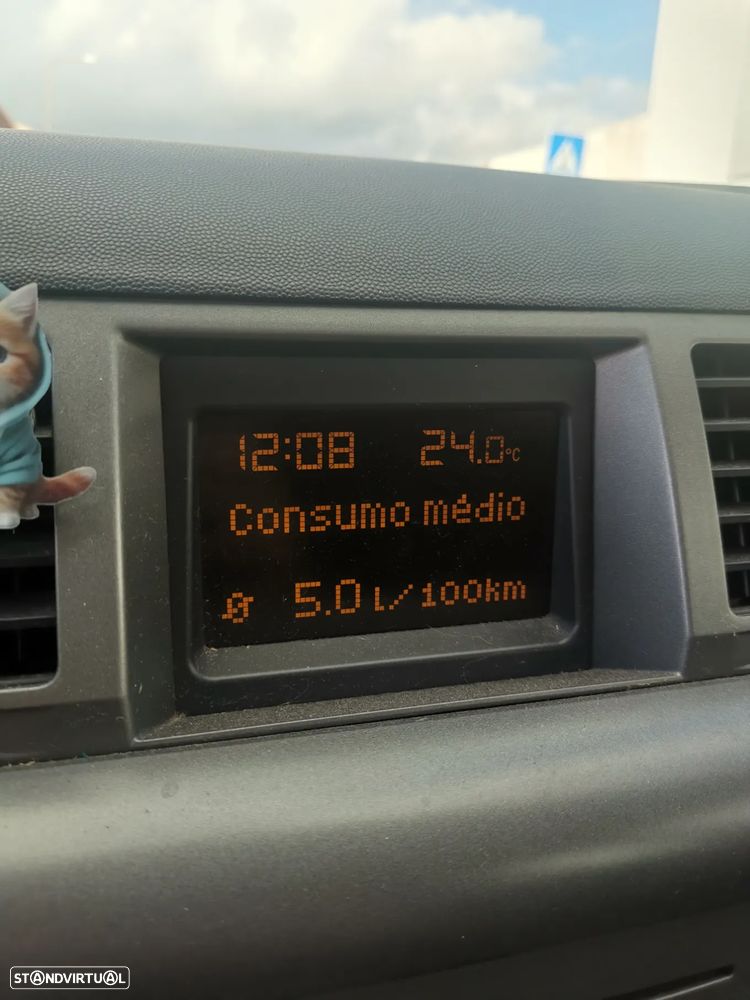 12:08 24.0°C
Consumo médio
Ø 5.0 l/100km
STANDVIRTUAL